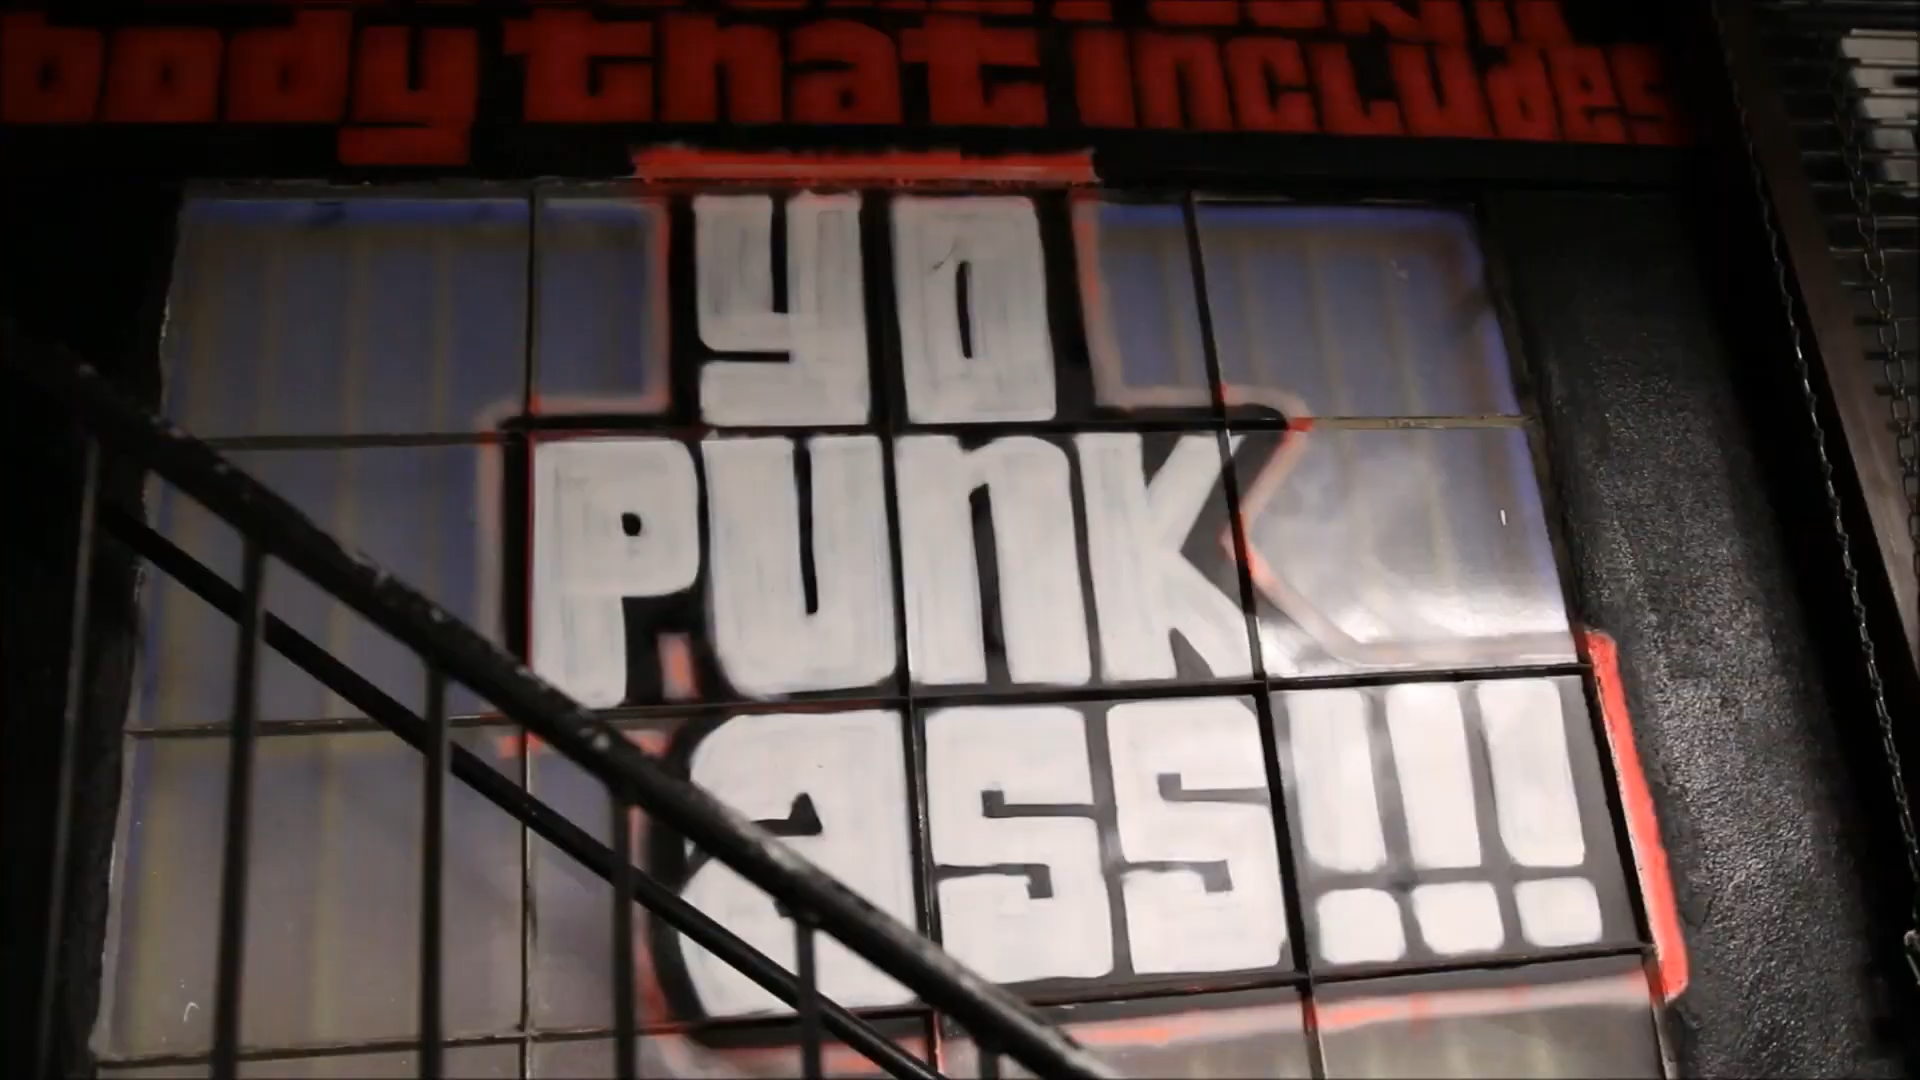 body that includes
yo
punk
ass!!!